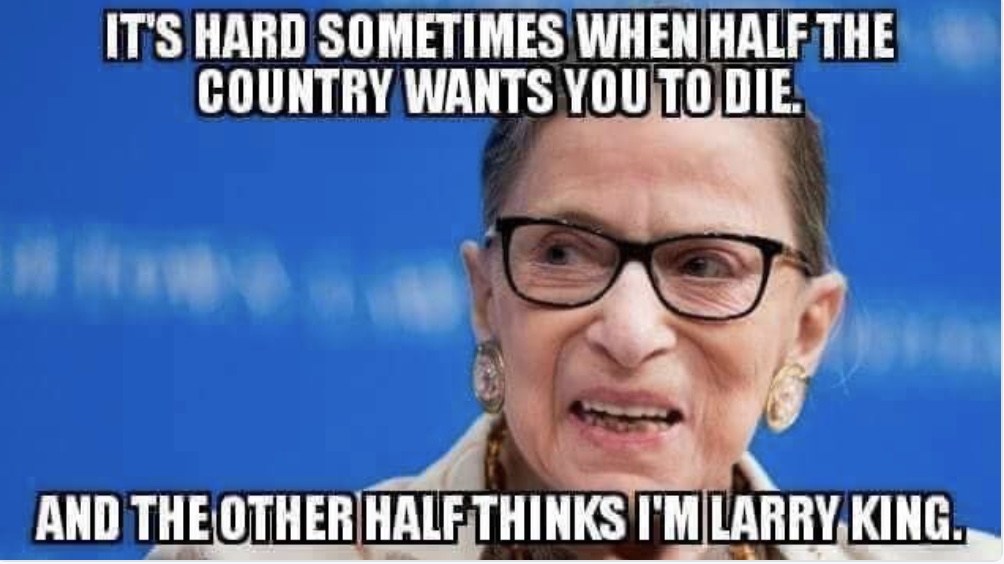 IT'S HARD SOMETIMES WHEN HALF THE
COUNTRY WANTS YOU TO DIE.
AND THE OTHER HALF THINKS I'M LARRY KING.